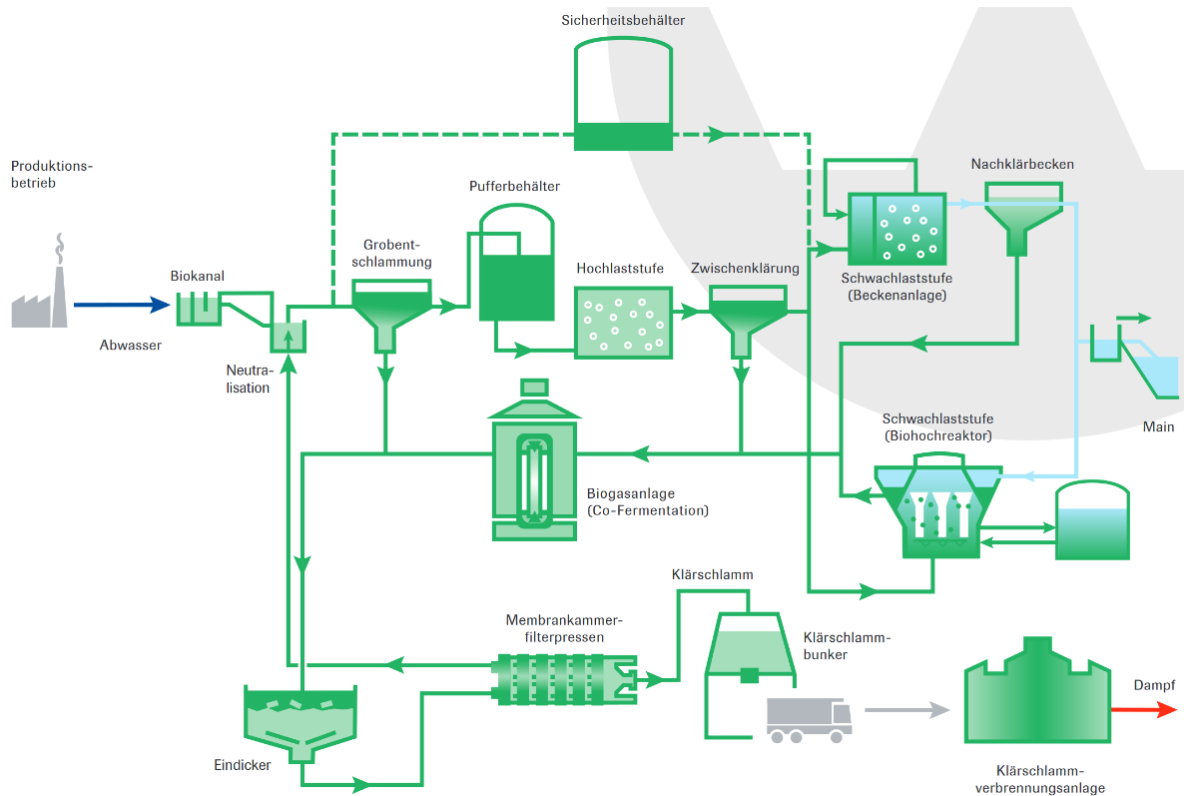 Sicherheitsbehälter
Produktions-
betrieb
Pufferbehälter
Nachklärbecken
Grobent-
schlammung
Biokanal
Hochlaststufe
Zwischenklärung
Schwachlaststufe
(Beckenanlage)
Abwasser
Neutra-
lisation
Schwachlaststufe
(Biohochreaktor)
Main
Biogasanlage
(Co-Fermentation)
Klärschlamm
Membrankammer-
filterpressen
Klärschlamm-
bunker
Dampf
Eindicker
Klärschlamm-
verbrennungsanlage